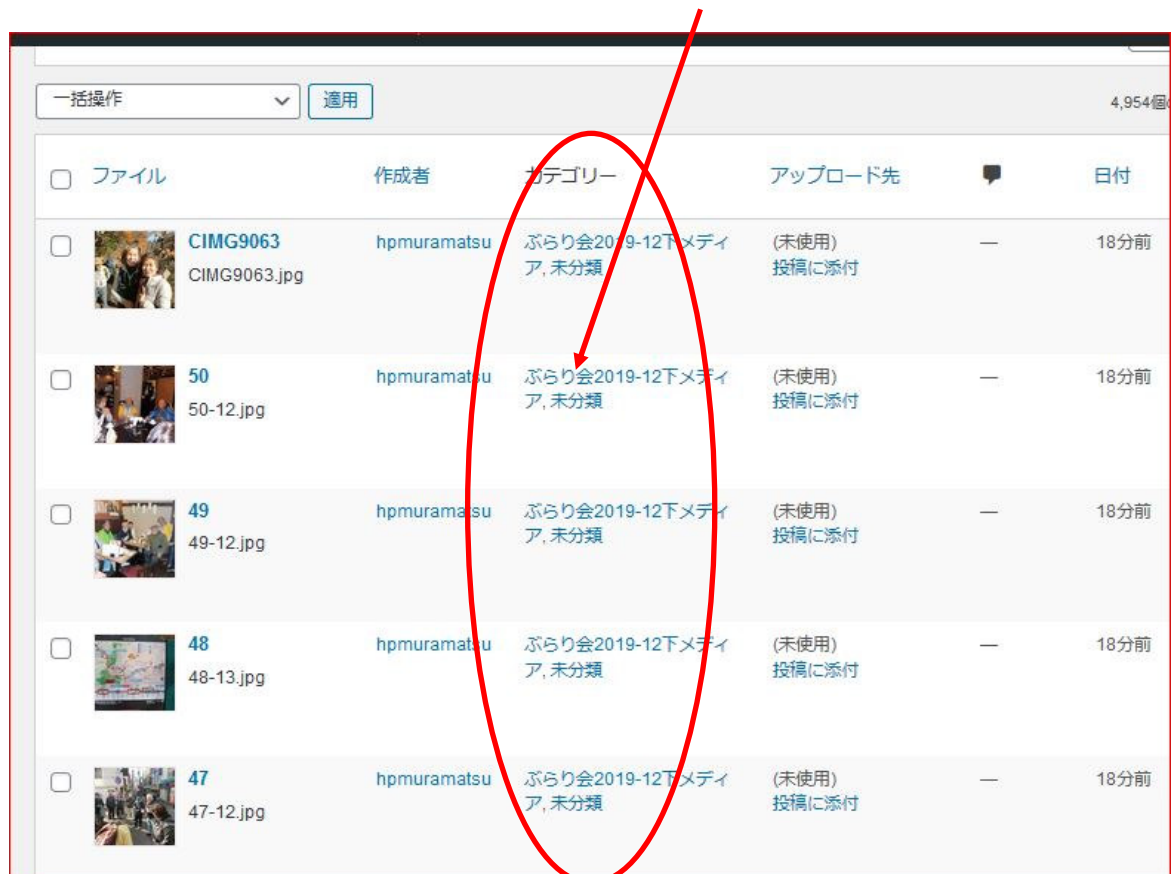 一括操作 適用 4,954個
ファイル 作成者 カテゴリー アップロード先 日付
CIMG9063 hpmuramatsu ぶらり会2019-12下メディ (未使用) — 18分前
CIMG9063.jpg ア, 未分類 投稿に添付
50 hpmuramatsu ぶらり会2019-12下メディ (未使用) — 18分前
50-12.jpg ア, 未分類 投稿に添付
49 hpmuramatsu ぶらり会2019-12下メディ (未使用) — 18分前
49-12.jpg ア, 未分類 投稿に添付
48 hpmuramatsu ぶらり会2019-12下メディ (未使用) — 18分前
48-13.jpg ア, 未分類 投稿に添付
47 hpmuramatsu ぶらり会2019-12下メディ (未使用) — 18分前
47-12.jpg ア, 未分類 投稿に添付